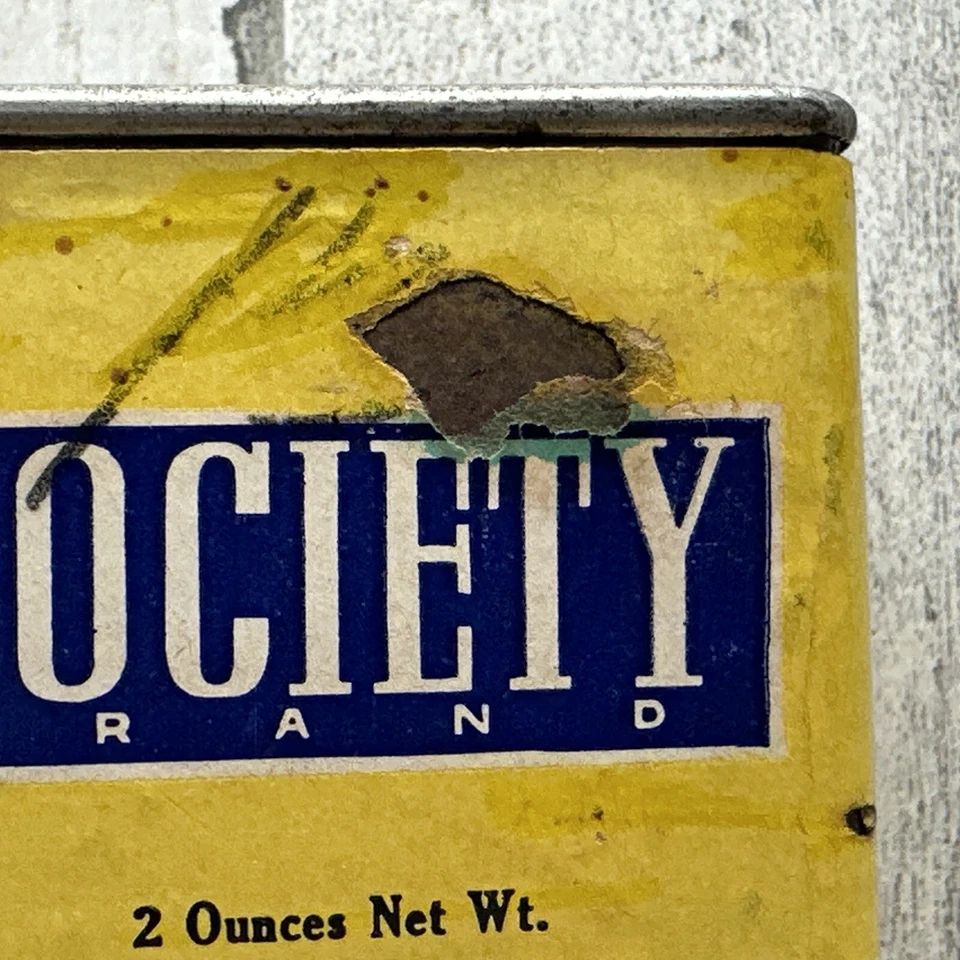 OCIETY
RAND
2 Ounces Net Wt.